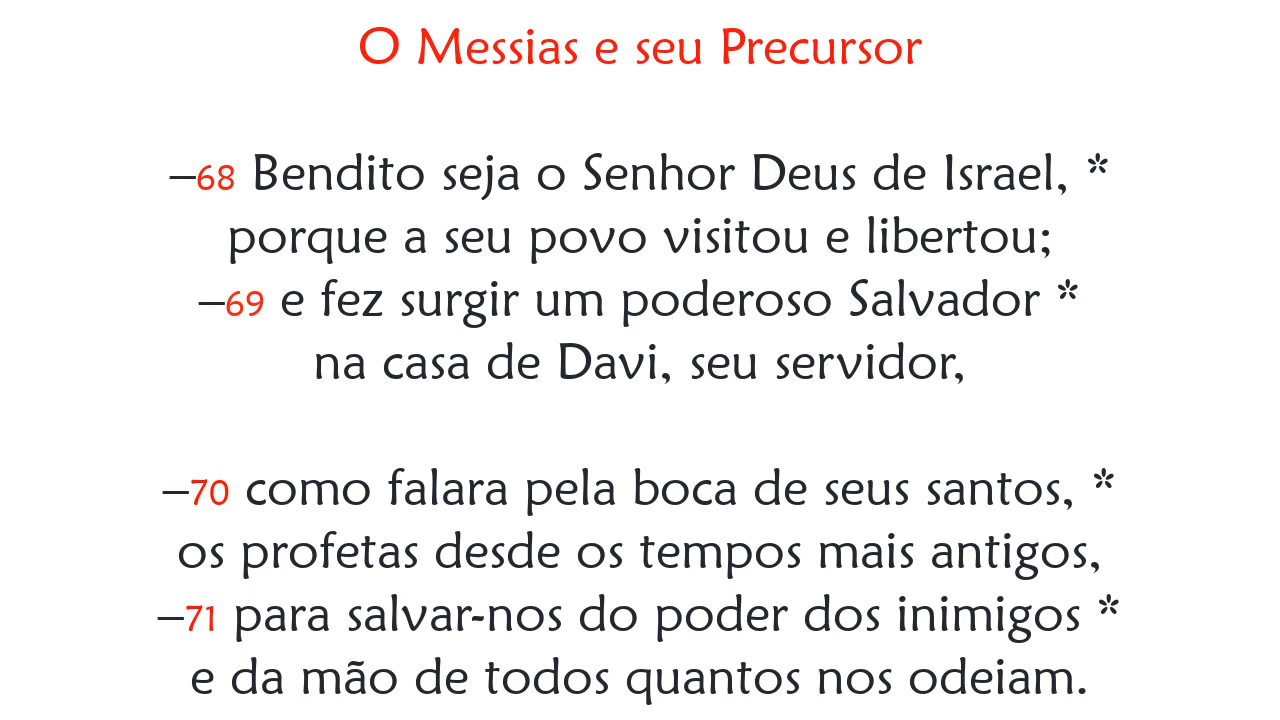 O Messias e seu Precursor
–68 Bendito seja o Senhor Deus de Israel, *
porque a seu povo visitou e libertou;
–69 e fez surgir um poderoso Salvador *
na casa de Davi, seu servidor,
–70 como falara pela boca de seus santos, *
os profetas desde os tempos mais antigos,
–71 para salvar-nos do poder dos inimigos *
e da mão de todos quantos nos odeiam.